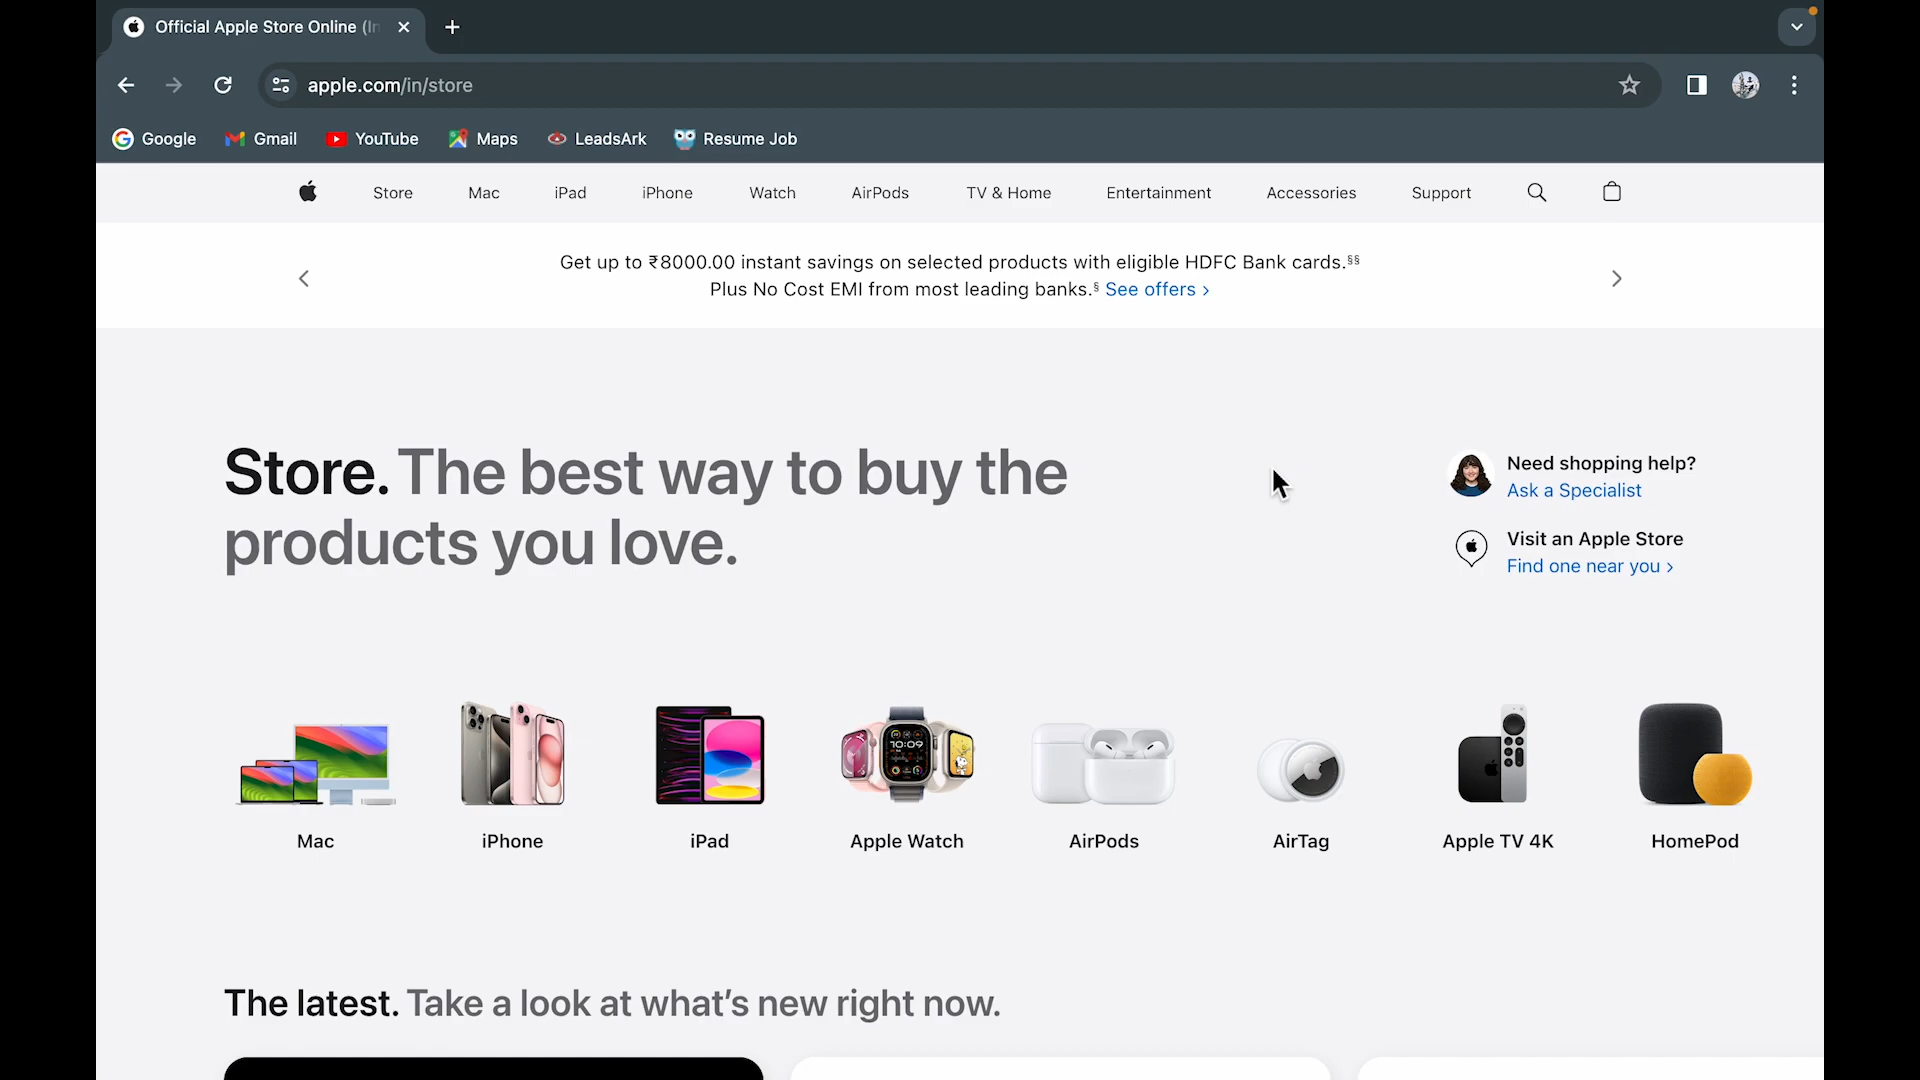 Official Apple Store Online (In
apple.com/in/store
Google Gmail YouTube Maps LeadsArk Resume Job
Store Mac iPad iPhone Watch AirPods TV & Home Entertainment Accessories Support
Get up to ₹8000.00 instant savings on selected products with eligible HDFC Bank cards.§§
Plus No Cost EMI from most leading banks.§ See offers >
Store. The best way to buy the
products you love.
Need shopping help?
Ask a Specialist
Visit an Apple Store
Find one near you >
10:09
Mac iPhone iPad Apple Watch AirPods AirTag Apple TV 4K HomePod
The latest. Take a look at what’s new right now.